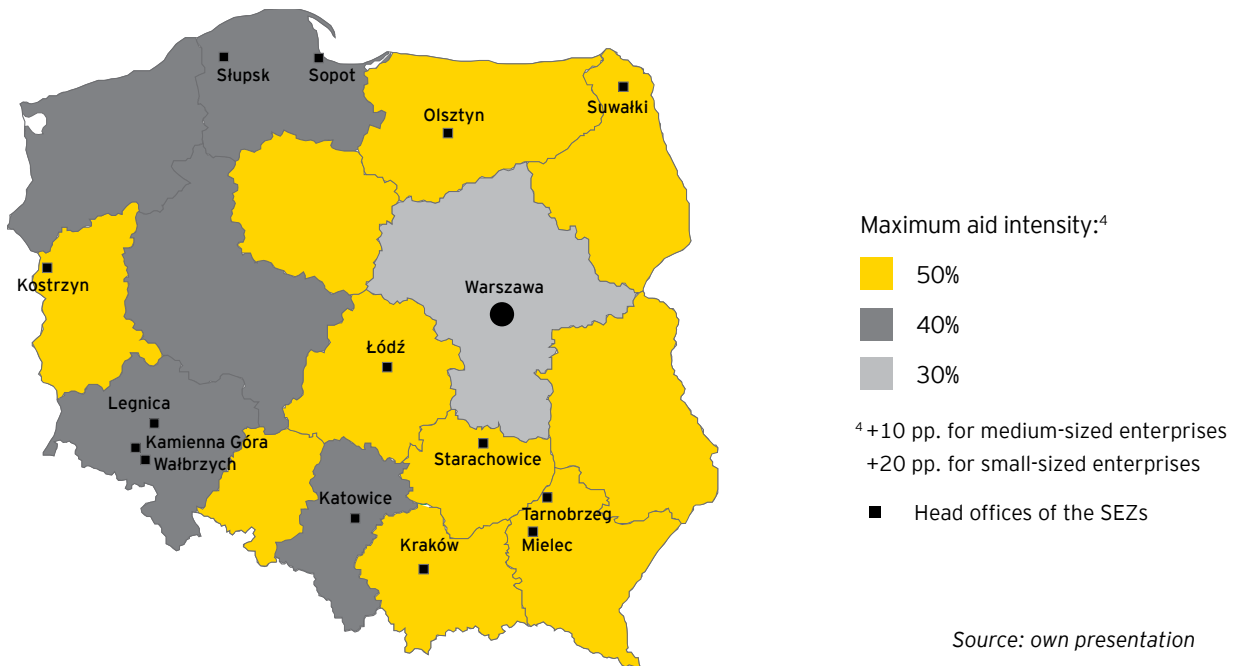 Słupsk
Sopot
Suwałki
Olsztyn
Kostrzyn
Warszawa
Łódź
Legnica
Kamienna Góra
Wałbrzych
Starachowice
Katowice
Tarnobrzeg
Mielec
Kraków
Maximum aid intensity:⁴
50%
40%
30%
⁴ +10 pp. for medium-sized enterprises
+20 pp. for small-sized enterprises
Head offices of the SEZs
Source: own presentation